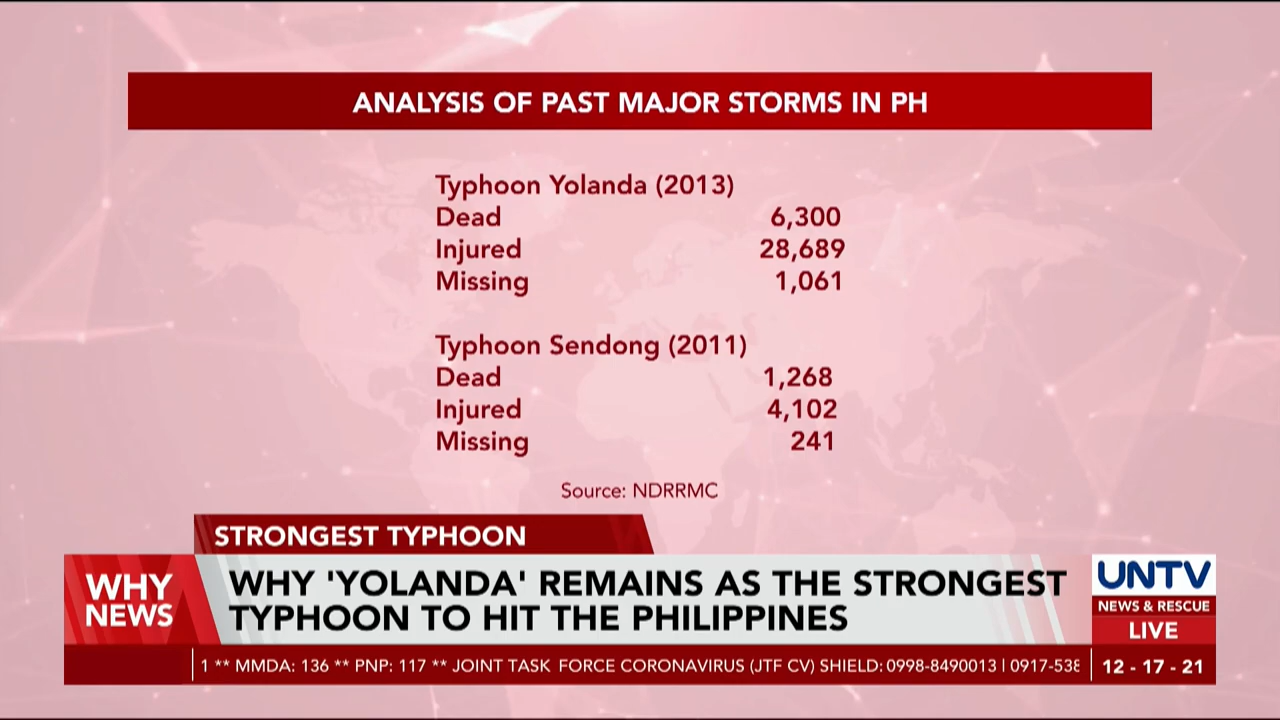 ANALYSIS OF PAST MAJOR STORMS IN PH
Typhoon Yolanda (2013)
Dead 6,300
Injured 28,689
Missing 1,061
Typhoon Sendong (2011)
Dead 1,268
Injured 4,102
Missing 241
Source: NDRRMC
STRONGEST TYPHOON
WHY NEWS
WHY 'YOLANDA' REMAINS AS THE STRONGEST
TYPHOON TO HIT THE PHILIPPINES
UNTV
NEWS & RESCUE
LIVE
1 ** MMDA: 136 ** PNP: 117 ** JOINT TASK FORCE CORONAVIRUS (JTF CV) SHIELD: 0998-8490013 | 0917-538
12 - 17 - 21